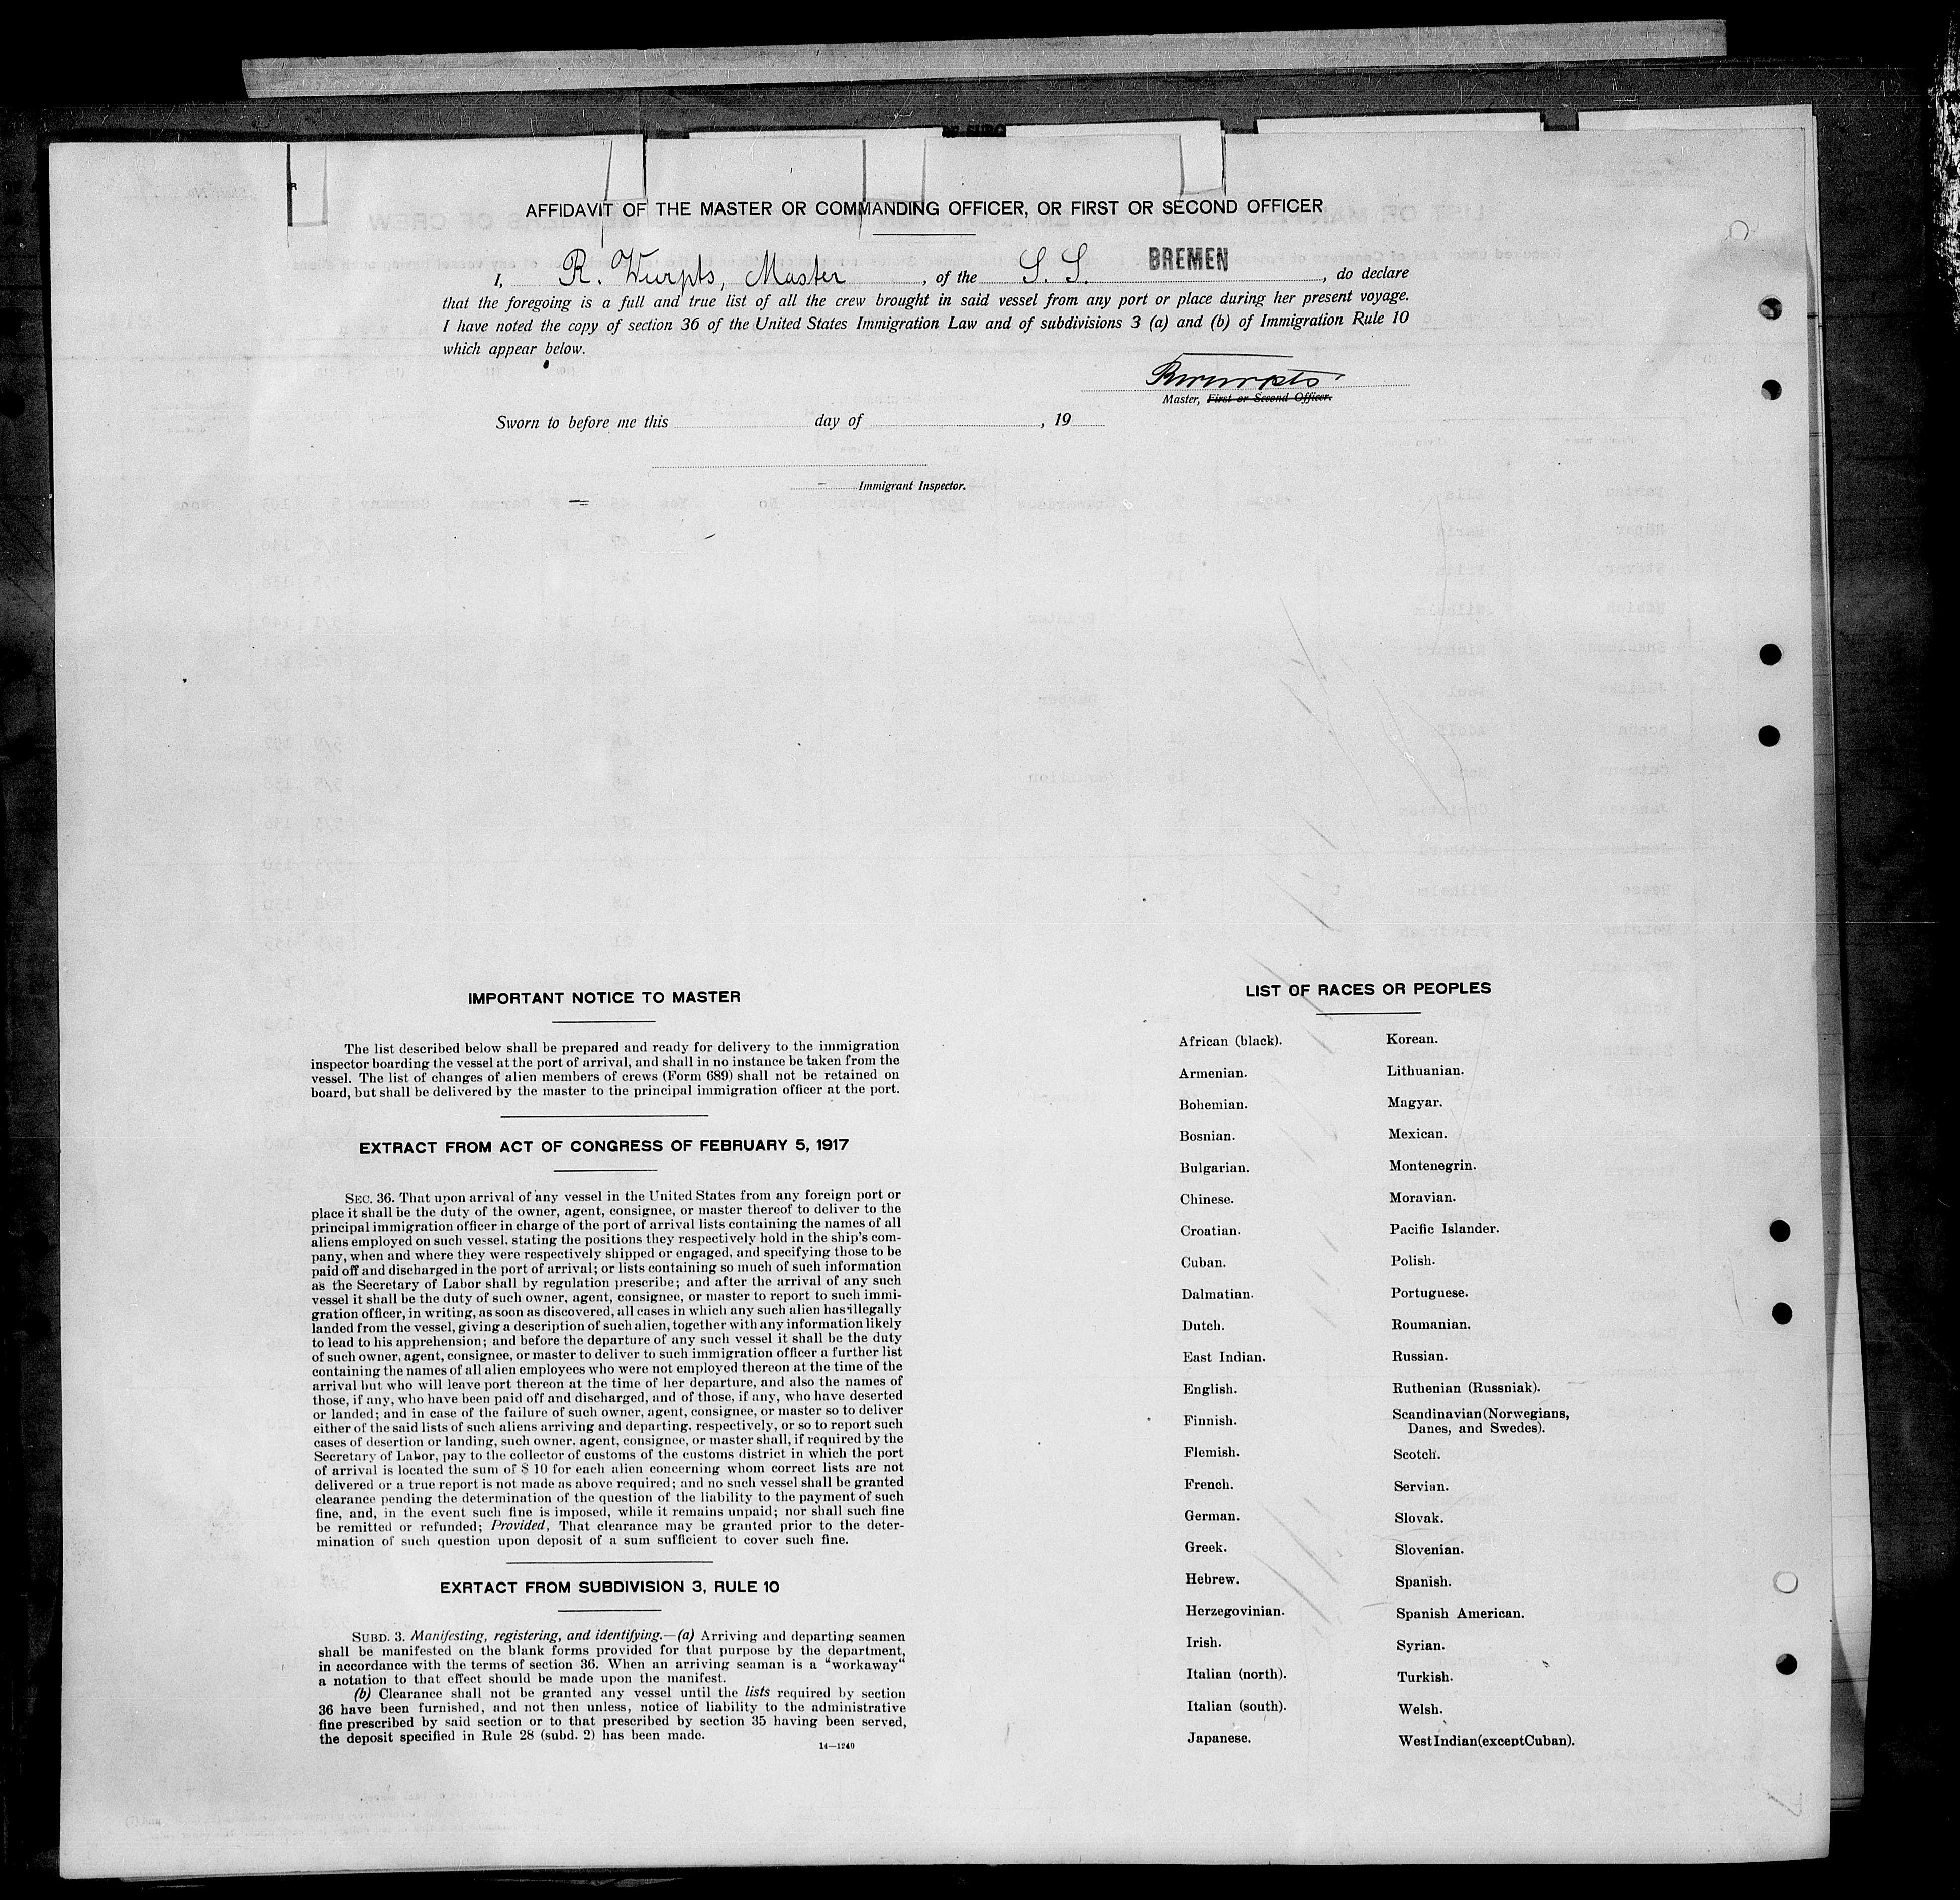 AFFIDAVIT OF THE MASTER OR COMMANDING OFFICER, OR FIRST OR SECOND OFFICER
I, R. Wurpts, Master, of the S. S. BREMEN, do declare
that the foregoing is a full and true list of all the crew brought in said vessel from any port or place during her present voyage.
I have noted the copy of section 36 of the United States Immigration Law and of subdivisions 3 (a) and (b) of Immigration Rule 10
which appear below.
RWurpts
Master, First or Second Officer.
Sworn to before me this day of , 19
Immigrant Inspector.
IMPORTANT NOTICE TO MASTER
The list described below shall be prepared and ready for delivery to the immigration
inspector boarding the vessel at the port of arrival, and shall in no instance be taken from the
vessel. The list of changes of alien members of crews (Form 689) shall not be retained on
board, but shall be delivered by the master to the principal immigration officer at the port.
EXTRACT FROM ACT OF CONGRESS OF FEBRUARY 5, 1917
SEC. 36. That upon arrival of any vessel in the United States from any foreign port or
place it shall be the duty of the owner, agent, consignee, or master thereof to deliver to the
principal immigration officer in charge of the port of arrival lists containing the names of all
aliens employed on such vessel, stating the positions they respectively hold in the ship's com-
pany, when and where they were respectively shipped or engaged, and specifying those to be
paid off and discharged in the port of arrival; or lists containing so much of such information
as the Secretary of Labor shall by regulation prescribe; and after the arrival of any such
vessel it shall be the duty of such owner, agent, consignee, or master to report to such immi-
gration officer, in writing, as soon as discovered, all cases in which any such alien has illegally
landed from the vessel, giving a description of such alien, together with any information likely
to lead to his apprehension; and before the departure of any such vessel it shall be the duty
of such owner, agent, consignee, or master to deliver to such immigration officer a further list
containing the names of all alien employees who were not employed thereon at the time of the
arrival but who will leave port thereon at the time of her departure, and also the names of
those, if any, who have been paid off and discharged, and of those, if any, who have deserted
or landed; and in case of the failure of such owner, agent, consignee, or master so to deliver
either of the said lists of such aliens arriving and departing, respectively, or so to report such
cases of desertion or landing, such owner, agent, consignee, or master shall, if required by the
Secretary of Labor, pay to the collector of customs of the customs district in which the port
of arrival is located the sum of $ 10 for each alien concerning whom correct lists are not
delivered or a true report is not made as above required; and no such vessel shall be granted
clearance pending the determination of the question of the liability to the payment of such
fine, and, in the event such fine is imposed, while it remains unpaid; nor shall such fine
be remitted or refunded; Provided, That clearance may be granted prior to the deter-
mination of such question upon deposit of a sum sufficient to cover such fine.
EXRTACT FROM SUBDIVISION 3, RULE 10
SUBD. 3. Manifesting, registering, and identifying.—(a) Arriving and departing seamen
shall be manifested on the blank forms provided for that purpose by the department,
in accordance with the terms of section 36. When an arriving seaman is a "workaway"
a notation to that effect should be made upon the manifest.
(b) Clearance shall not be granted any vessel until the lists required by section
36 have been furnished, and not then unless, notice of liability to the administrative
fine prescribed by said section or to that prescribed by section 35 having been served,
the deposit specified in Rule 28 (subd. 2) has been made.
14—1240
LIST OF RACES OR PEOPLES
African (black).
Armenian.
Bohemian.
Bosnian.
Bulgarian.
Chinese.
Croatian.
Cuban.
Dalmatian.
Dutch.
East Indian.
English.
Finnish.
Flemish.
French.
German.
Greek.
Hebrew.
Herzegovinian.
Irish.
Italian (north).
Italian (south).
Japanese.
Korean.
Lithuanian.
Magyar.
Mexican.
Montenegrin.
Moravian.
Pacific Islander.
Polish.
Portuguese.
Roumanian.
Russian.
Ruthenian (Russniak).
Scandinavian (Norwegians,
Danes, and Swedes).
Scotch.
Servian.
Slovak.
Slovenian.
Spanish.
Spanish American.
Syrian.
Turkish.
Welsh.
West Indian (except Cuban).